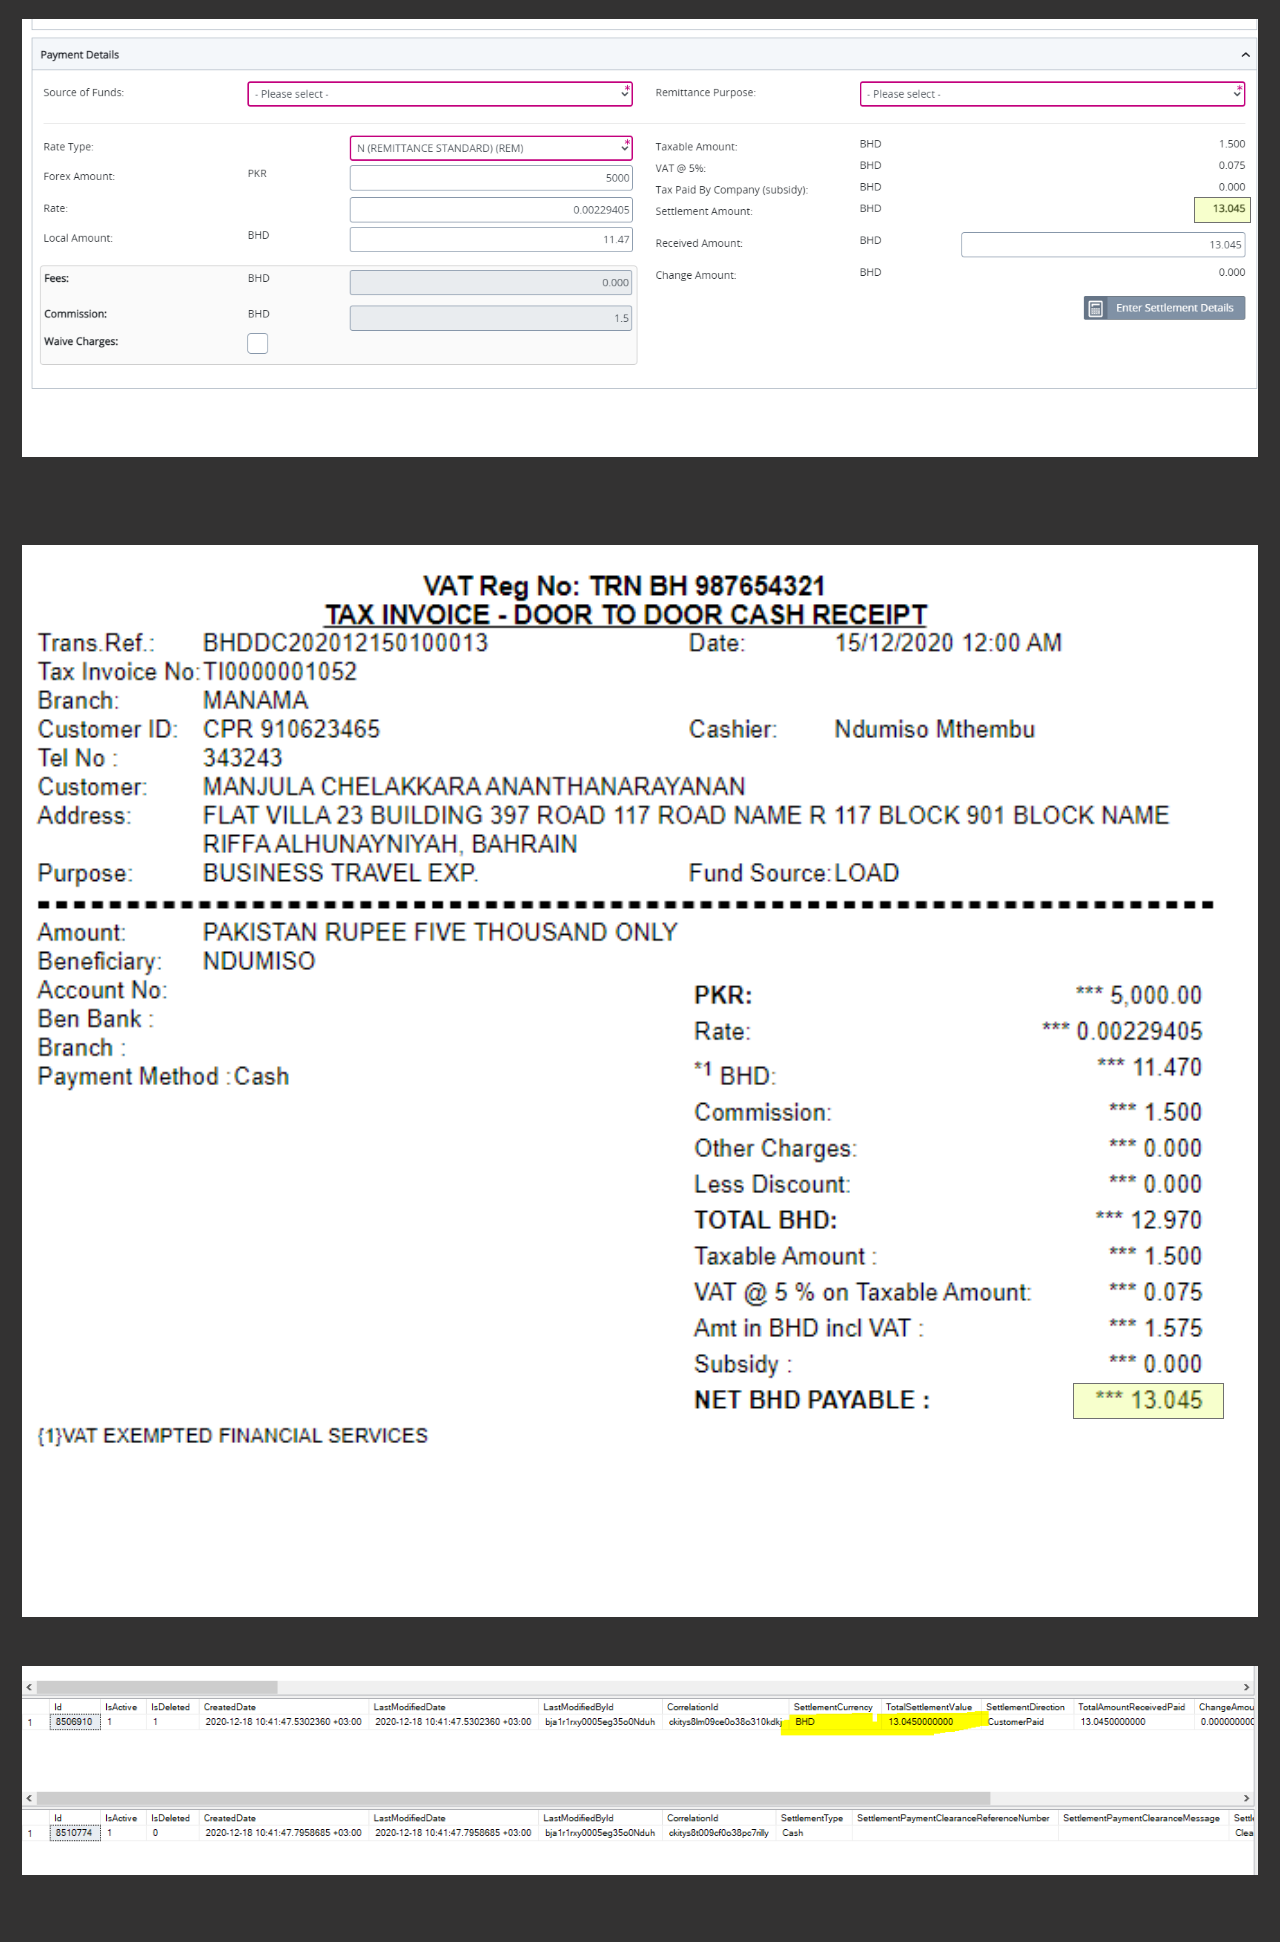 Payment Details
Source of Funds: - Please select - * Remittance Purpose: - Please select - *
Rate Type: N (REMITTANCE STANDARD) (REM) * Taxable Amount: BHD 1.500
VAT @ 5%: BHD 0.075
Forex Amount: PKR 5000
Tax Paid By Company (subsidy): BHD 0.000
Rate: 0.00229405 Settlement Amount: BHD 13.045
Local Amount: BHD 11.47 Received Amount: BHD 13.045
Fees: BHD 0.000 Change Amount: BHD 0.000
Commission: BHD 1.5 Enter Settlement Details
Waive Charges:
VAT Reg No: TRN BH 987654321
TAX INVOICE - DOOR TO DOOR CASH RECEIPT
Trans.Ref.: BHDDC202012150100013 Date: 15/12/2020 12:00 AM
Tax Invoice No: TI0000001052
Branch: MANAMA
Customer ID: CPR 910623465 Cashier: Ndumiso Mthembu
Tel No : 343243
Customer: MANJULA CHELAKKARA ANANTHANARAYANAN
Address: FLAT VILLA 23 BUILDING 397 ROAD 117 ROAD NAME R 117 BLOCK 901 BLOCK NAME
RIFFA ALHUNAYNIYAH, BAHRAIN
Purpose: BUSINESS TRAVEL EXP. Fund Source: LOAD
Amount: PAKISTAN RUPEE FIVE THOUSAND ONLY
Beneficiary: NDUMISO
Account No:
Ben Bank :
Branch :
Payment Method : Cash
PKR: *** 5,000.00
Rate: *** 0.00229405
*1 BHD: *** 11.470
Commission: *** 1.500
Other Charges: *** 0.000
Less Discount: *** 0.000
TOTAL BHD: *** 12.970
Taxable Amount : *** 1.500
VAT @ 5 % on Taxable Amount: *** 0.075
Amt in BHD incl VAT : *** 1.575
Subsidy : *** 0.000
NET BHD PAYABLE : *** 13.045
{1}VAT EXEMPTED FINANCIAL SERVICES
Id IsActive IsDeleted CreatedDate LastModifiedDate LastModifiedById CorrelationId SettlementCurrency TotalSettlementValue SettlementDirection TotalAmountReceivedPaid ChangeAmou
1 8506910 1 1 2020-12-18 10:41:47.5302360 +03:00 2020-12-18 10:41:47.5302360 +03:00 bja1r1rxy0005eg35o0Nduh ckitys8lm09ce0o38o310kdkj BHD 13.0450000000 CustomerPaid 13.0450000000 0.000000000
Id IsActive IsDeleted CreatedDate LastModifiedDate LastModifiedById CorrelationId SettlementType SettlementPaymentClearanceReferenceNumber SettlementPaymentClearanceMessage Settl
1 8510774 1 0 2020-12-18 10:41:47.7958685 +03:00 2020-12-18 10:41:47.7958685 +03:00 bja1r1rxy0005eg35o0Nduh ckitys8t009cf0o38pc7rilly Cash Clea